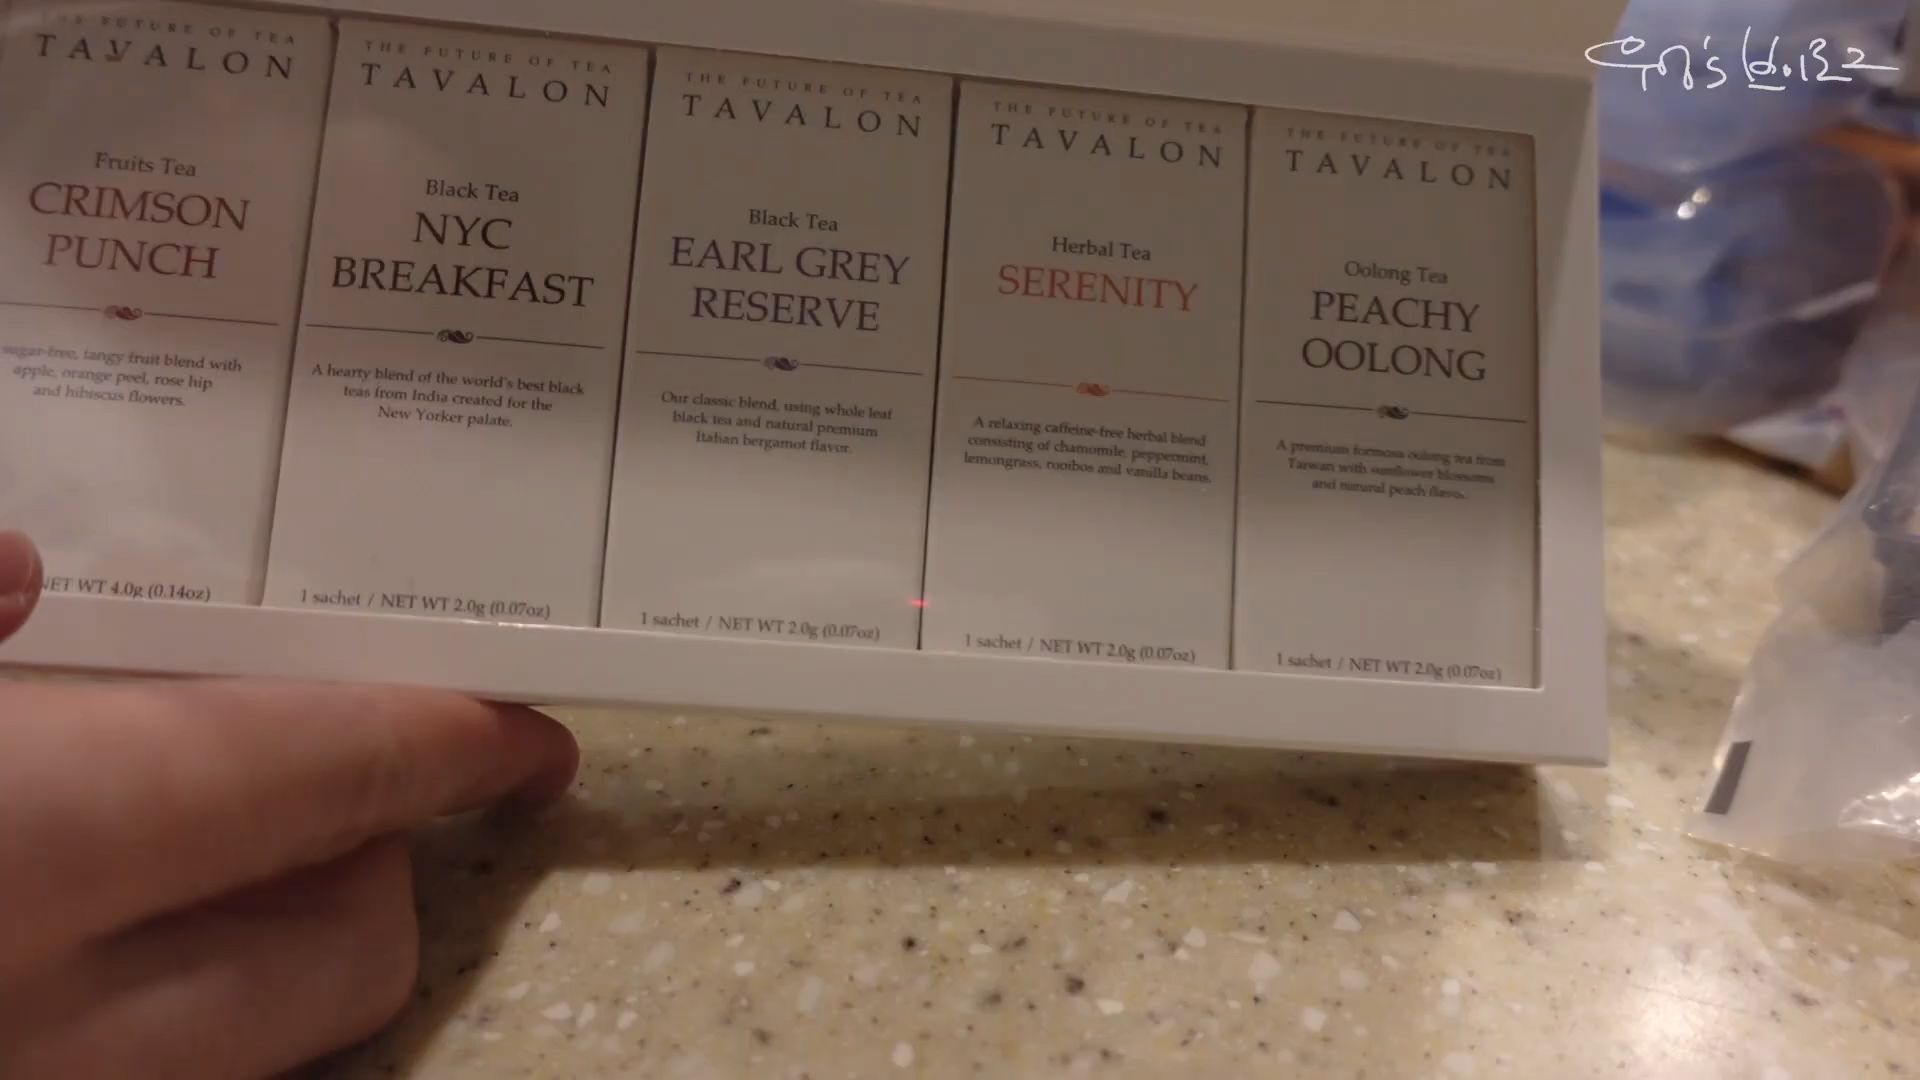 THE FUTURE OF TEA
TAVALON
Fruits Tea
CRIMSON
PUNCH
sugar-free, tangy fruit blend with
apple, orange peel, rose hip
and hibiscus flowers.
NET WT 4.0g (0.14oz)
THE FUTURE OF TEA
TAVALON
Black Tea
NYC
BREAKFAST
A hearty blend of the world's best black
teas from India created for the
New Yorker palate.
1 sachet / NET WT 2.0g (0.07oz)
THE FUTURE OF TEA
TAVALON
Black Tea
EARL GREY
RESERVE
Our classic blend, using whole leaf
black tea and natural premium
Italian bergamot flavor.
1 sachet / NET WT 2.0g (0.07oz)
THE FUTURE OF TEA
TAVALON
Herbal Tea
SERENITY
A relaxing caffeine-free herbal blend
consisting of chamomile, peppermint,
lemongrass, rooibos and vanilla beans.
1 sachet / NET WT 2.0g (0.07oz)
THE FUTURE OF TEA
TAVALON
Oolong Tea
PEACHY
OOLONG
A premium formosa oolong tea from
Taiwan with sunflower blossoms
and natural peach flavor.
1 sachet / NET WT 2.0g (0.07oz)